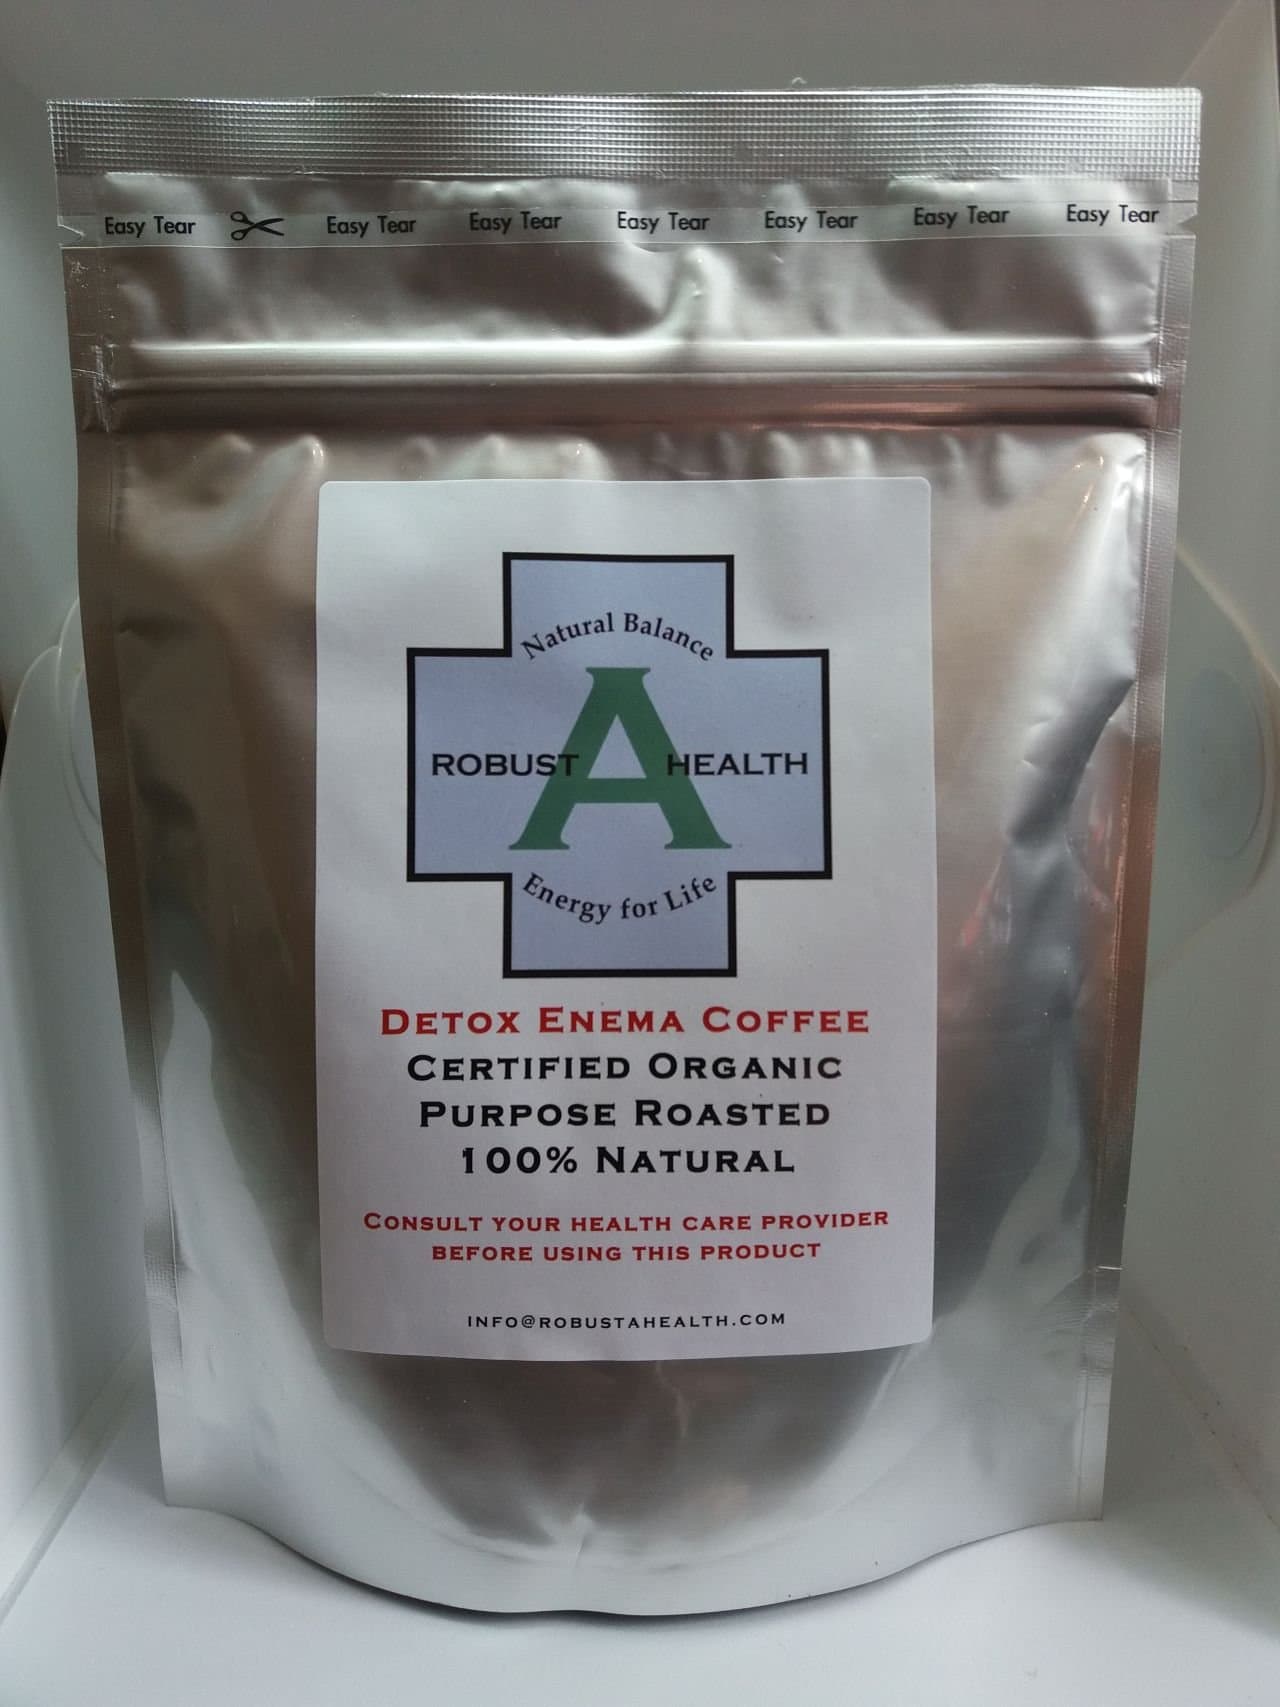 Easy Tear Easy Tear Easy Tear Easy Tear Easy Tear Easy Tear Easy Tear
Natural Balance
ROBUST A HEALTH
Energy for Life
DETOX ENEMA COFFEE
CERTIFIED ORGANIC
PURPOSE ROASTED
100% NATURAL
CONSULT YOUR HEALTH CARE PROVIDER
BEFORE USING THIS PRODUCT
INFO@ROBUSTAHEALTH.COM